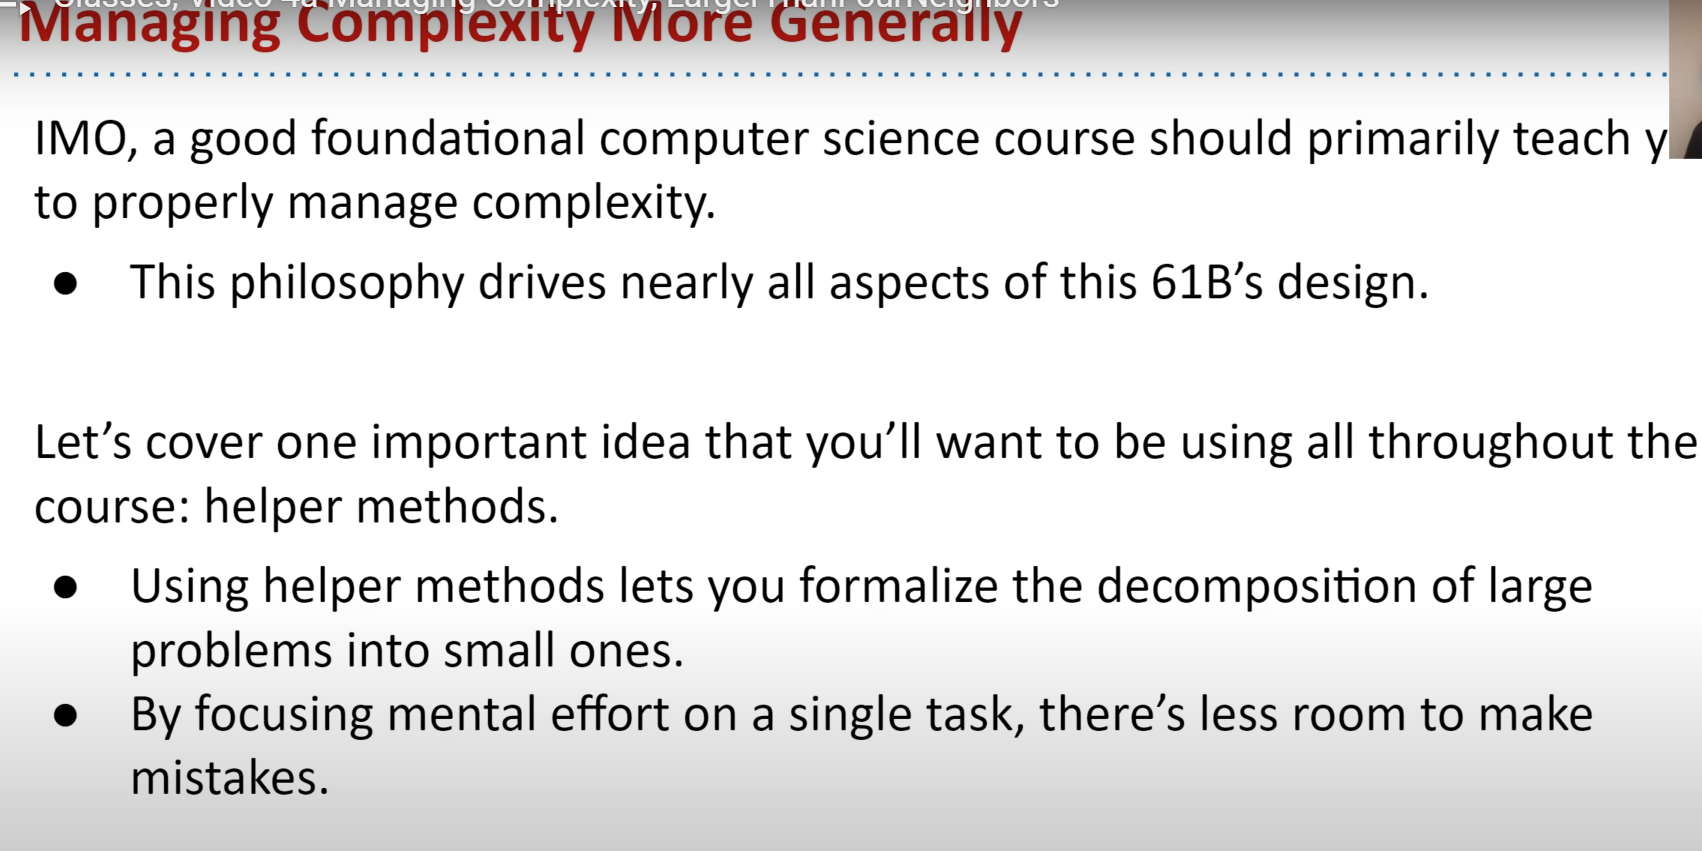 Classes, Video 4a Managing Complexity, LargerThanFourNeighbors
Managing Complexity More Generally
IMO, a good foundational computer science course should primarily teach y
to properly manage complexity.
● This philosophy drives nearly all aspects of this 61B’s design.
Let’s cover one important idea that you’ll want to be using all throughout the
course: helper methods.
● Using helper methods lets you formalize the decomposition of large
problems into small ones.
● By focusing mental effort on a single task, there’s less room to make
mistakes.